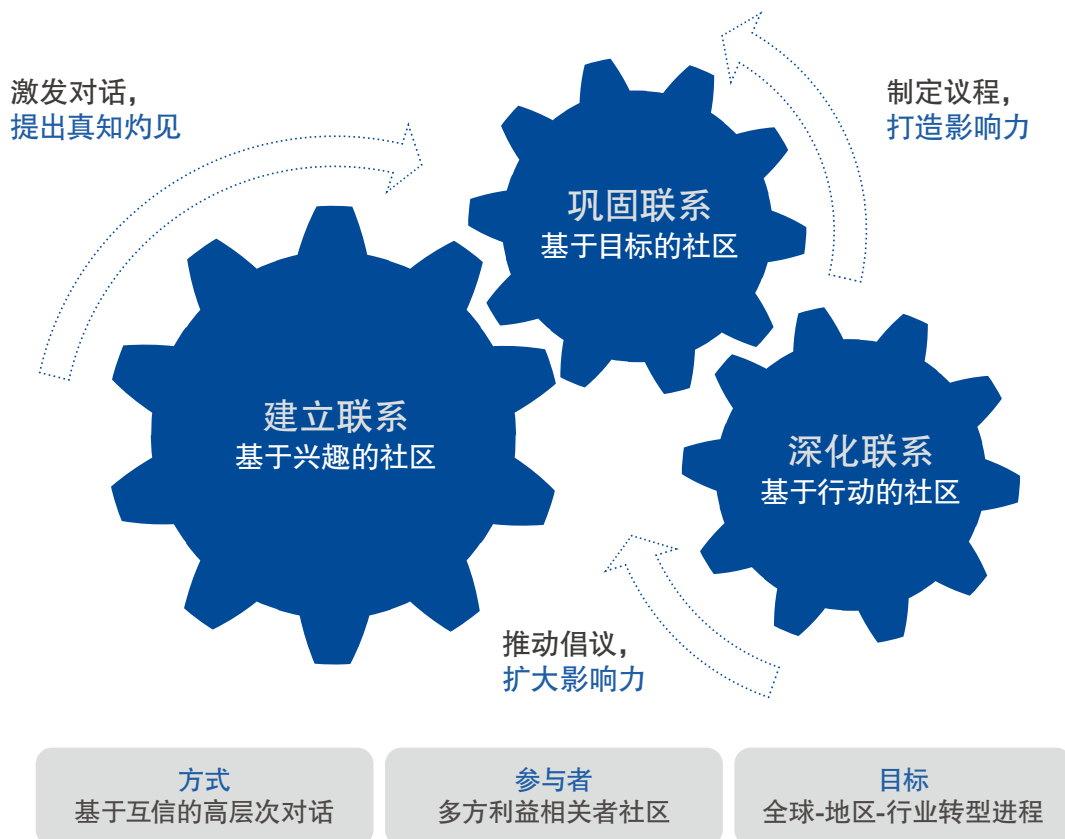 激发对话，
提出真知灼见
制定议程，
打造影响力
巩固联系
基于目标的社区
建立联系
基于兴趣的社区
深化联系
基于行动的社区
推动倡议，
扩大影响力
方式
基于互信的高层次对话
参与者
多方利益相关者社区
目标
全球-地区-行业转型进程